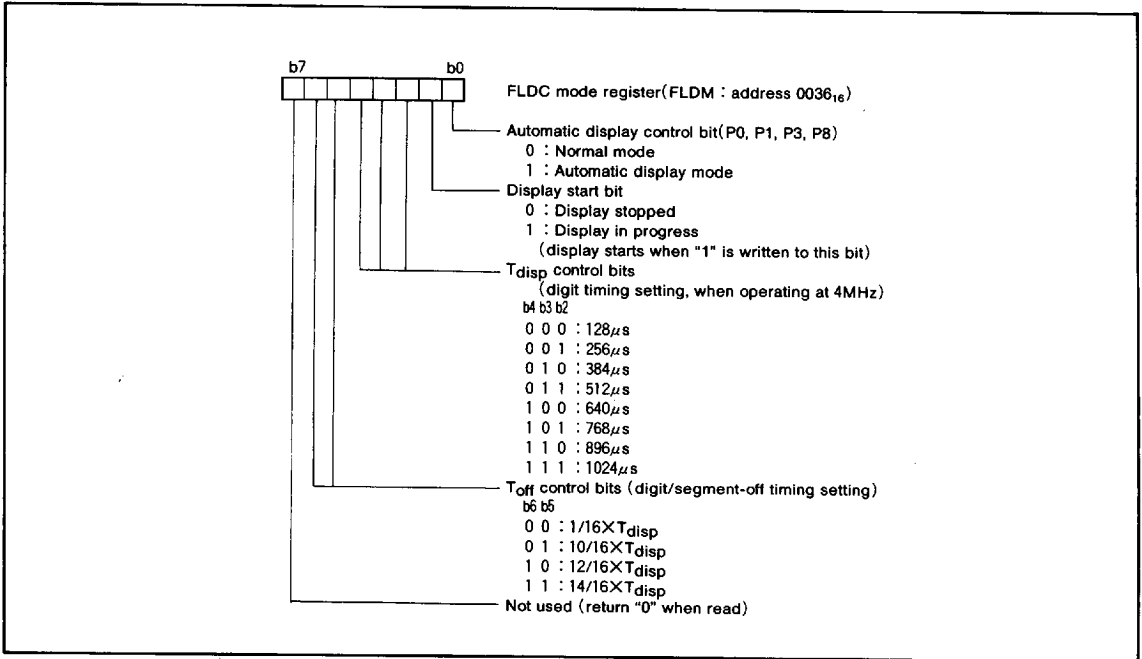 b7 b0
FLDC mode register(FLDM : address 0036₁₆)
Automatic display control bit(P0, P1, P3, P8)
0 : Normal mode
1 : Automatic display mode
Display start bit
0 : Display stopped
1 : Display in progress
(display starts when "1" is written to this bit)
Tdisp control bits
(digit timing setting, when operating at 4MHz)
b4 b3 b2
0 0 0 : 128μs
0 0 1 : 256μs
0 1 0 : 384μs
0 1 1 : 512μs
1 0 0 : 640μs
1 0 1 : 768μs
1 1 0 : 896μs
1 1 1 : 1024μs
Toff control bits (digit/segment-off timing setting)
b6 b5
0 0 : 1/16×Tdisp
0 1 : 10/16×Tdisp
1 0 : 12/16×Tdisp
1 1 : 14/16×Tdisp
Not used (return "0" when read)